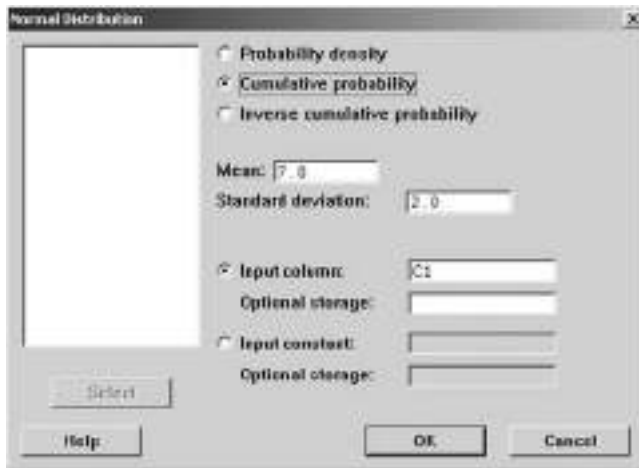 Normal Distribution
Probability density
Cumulative probability
Inverse cumulative probability
Mean: 7.0
Standard deviation: 2.0
Input column: C1
Optional storage:
Input constant:
Optional storage:
Select
Help
OK
Cancel